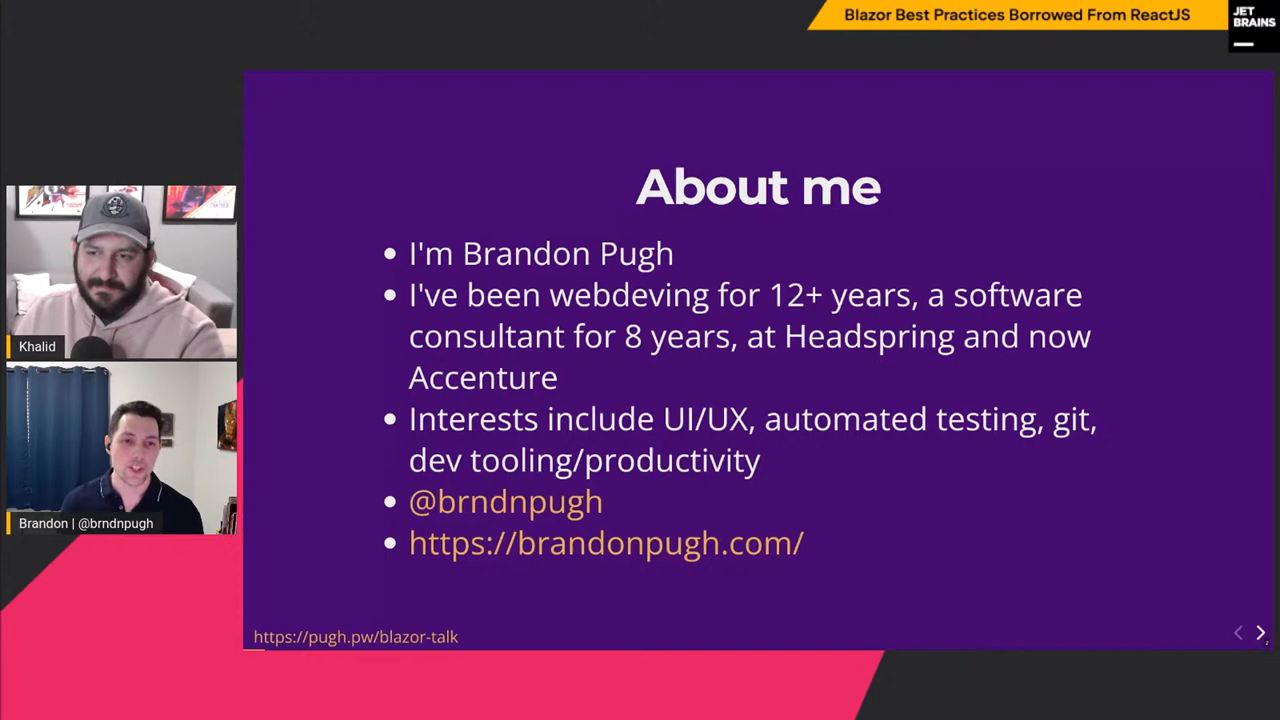 Blazor Best Practices Borrowed From ReactJS
JET
BRAINS
About me
I'm Brandon Pugh
I've been webdeving for 12+ years, a software
consultant for 8 years, at Headspring and now
Accenture
Interests include UI/UX, automated testing, git,
dev tooling/productivity
@brndnpugh
https://brandonpugh.com/
https://pugh.pw/blazor-talk
2
Khalid
Brandon | @brndnpugh